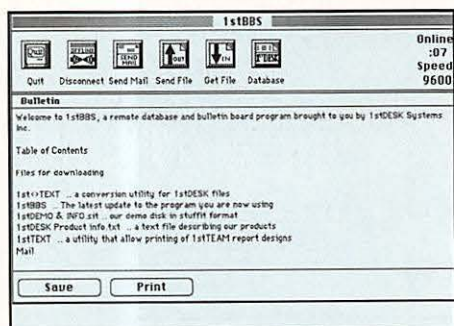 1stBBS
Online
:07
Speed
9600
Quit Disconnect Send Mail Send File Get File Database
Bulletin
Welcome to 1stBBS, a remote database and bulletin board program brought to you by 1stDESK Systems
Inc.
Table of Contents
Files for downloading
1st<>TEXT ... a conversion utility for 1stDESK files
1stBBS ... The latest update to the program you are now using
1stDEMO & INFO.sit ... our demo disk in stuffit format
1stDESK Product info.txt ... a text file describing our products
1stTEXT ... a utility that allow printing of 1stTEAM report designs
Mail
Save Print